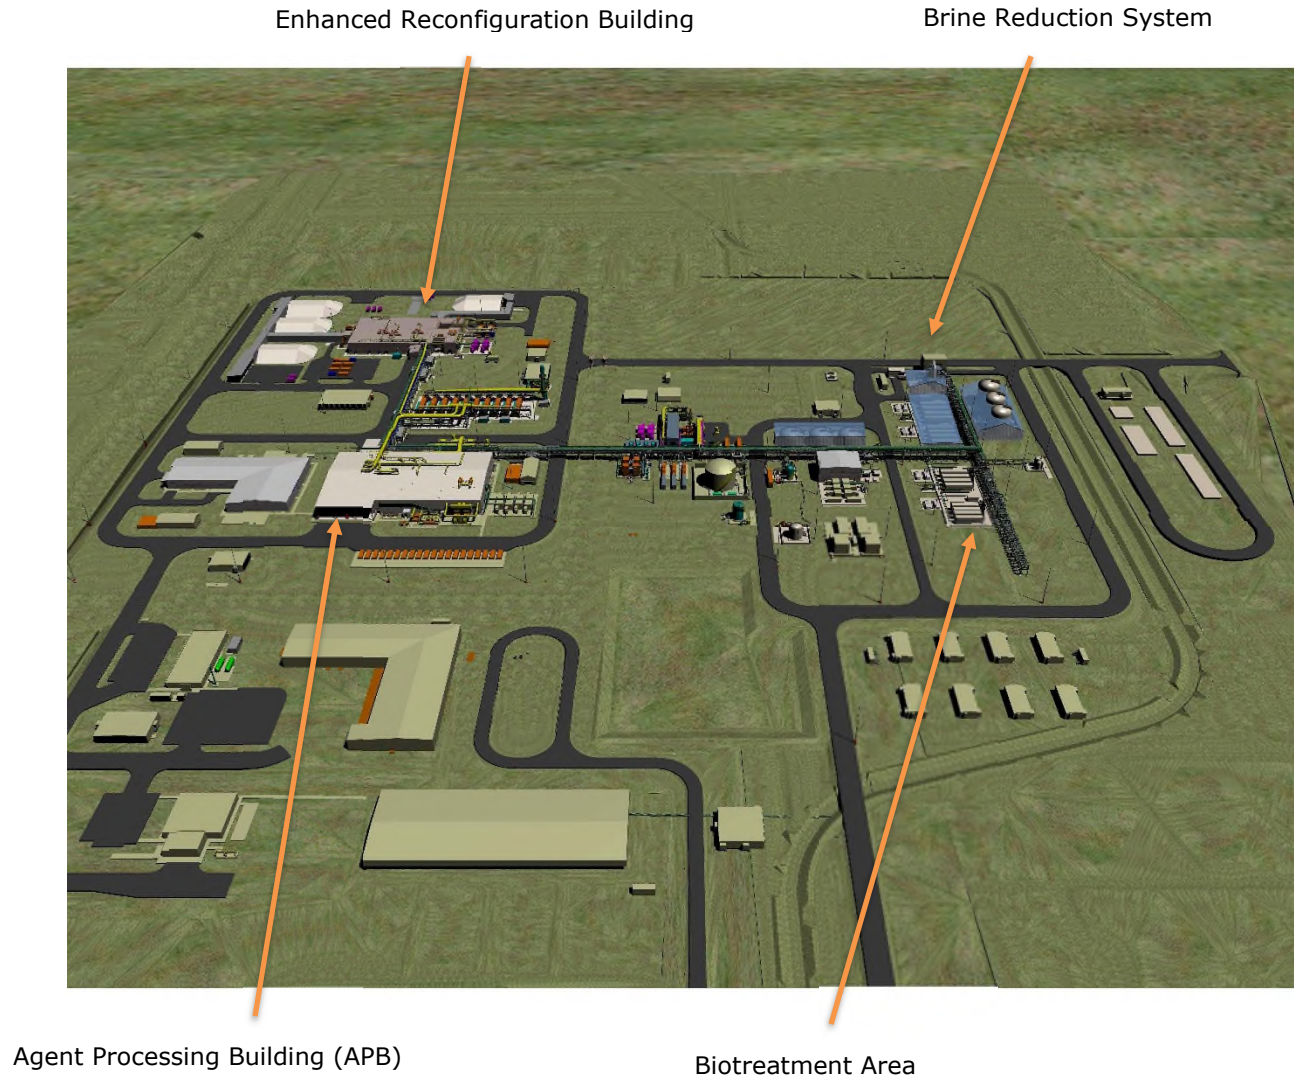 Enhanced Reconfiguration Building
Brine Reduction System
Agent Processing Building (APB)
Biotreatment Area